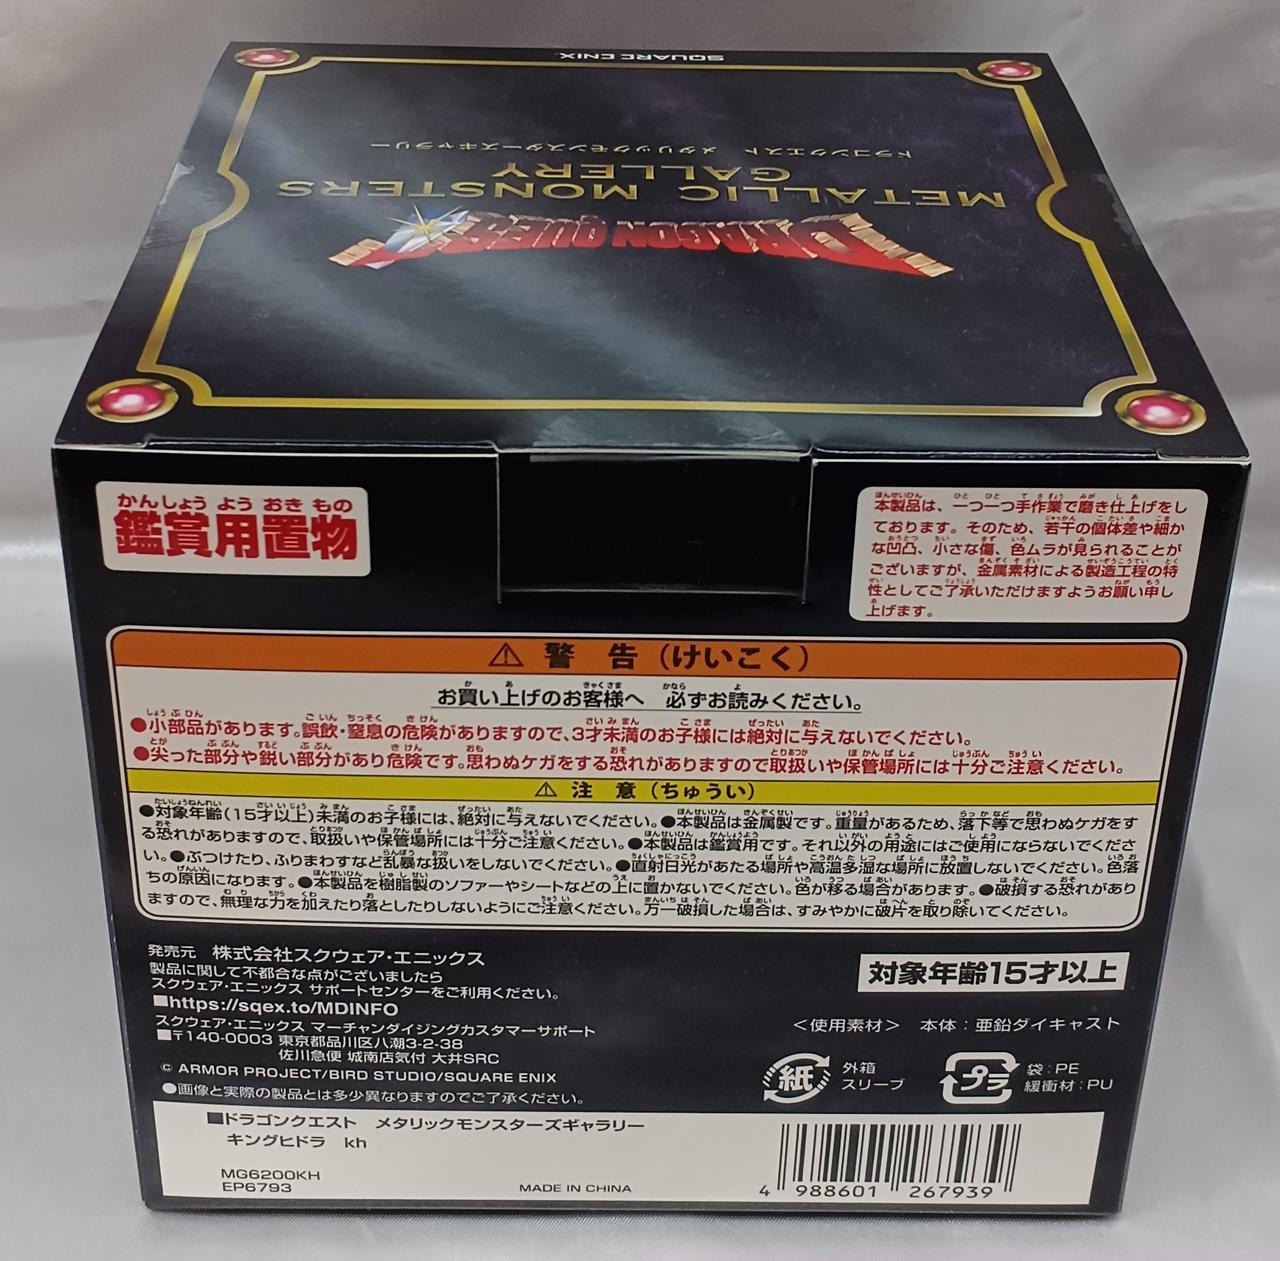 SQUARE ENIX
ドラゴンクエスト メタリックモンスターズギャラリー
METALLIC MONSTERS
GALLERY
DRAGON QUEST
かんしょう よう おき もの
鑑賞用置物
本製品は、一つ一つ手作業で磨き仕上げをし
ております。そのため、若干の個体差や細か
な凹凸、小さな傷、色ムラが見られることが
ございますが、金属素材による製造工程の特
性としてご了承いただけますようお願い申し
上げます。
⚠ 警 告 (けいこく)
お買い上げのお客様へ 必ずお読みください。
●小部品があります。誤飲・窒息の危険がありますので、3才未満のお子様には絶対に与えないでください。
●尖った部分や鋭い部分があり危険です。思わぬケガをする恐れがありますので取扱いや保管場所には十分ご注意ください。
⚠ 注 意 (ちゅうい)
●対象年齢(15才以上)未満のお子様には、絶対に与えないでください。●本製品は金属製です。重量があるため、落下等で思わぬケガをす
る恐れがありますので、取扱いや保管場所には十分ご注意ください。●本製品は鑑賞用です。それ以外の用途にはご使用にならないでくださ
い。●ぶつけたり、ふりまわすなど乱暴な扱いをしないでください。●直射日光があたる場所や高温多湿な場所に放置しないでください。色落
ちの原因になります。●本製品を樹脂製のソファーやシートなどの上に置かないでください。色が移る場合があります。●破損する恐れがあり
ますので、無理な力を加えたり落としたりしないようにご注意ください。万一破損した場合は、すみやかに破片を取り除いてください。
発売元 株式会社スクウェア・エニックス
製品に関して不都合な点がございましたら
スクウェア・エニックス サポートセンターをご利用ください。
■https://sqex.to/MDINFO
スクウェア・エニックス マーチャンダイジングカスタマーサポート
■〒140-0003 東京都品川区八潮3-2-38
佐川急便 城南店気付 大井SRC
© ARMOR PROJECT/BIRD STUDIO/SQUARE ENIX
●画像と実際の製品とは多少異なりますのでご了承ください。
対象年齢15才以上
<使用素材> 本体：亜鉛ダイキャスト
紙 外箱
スリーブ
プラ 袋：PE
緩衝材：PU
■ドラゴンクエスト メタリックモンスターズギャラリー
キングヒドラ kh
MG6200KH
EP6793
MADE IN CHINA
4 988601 267939